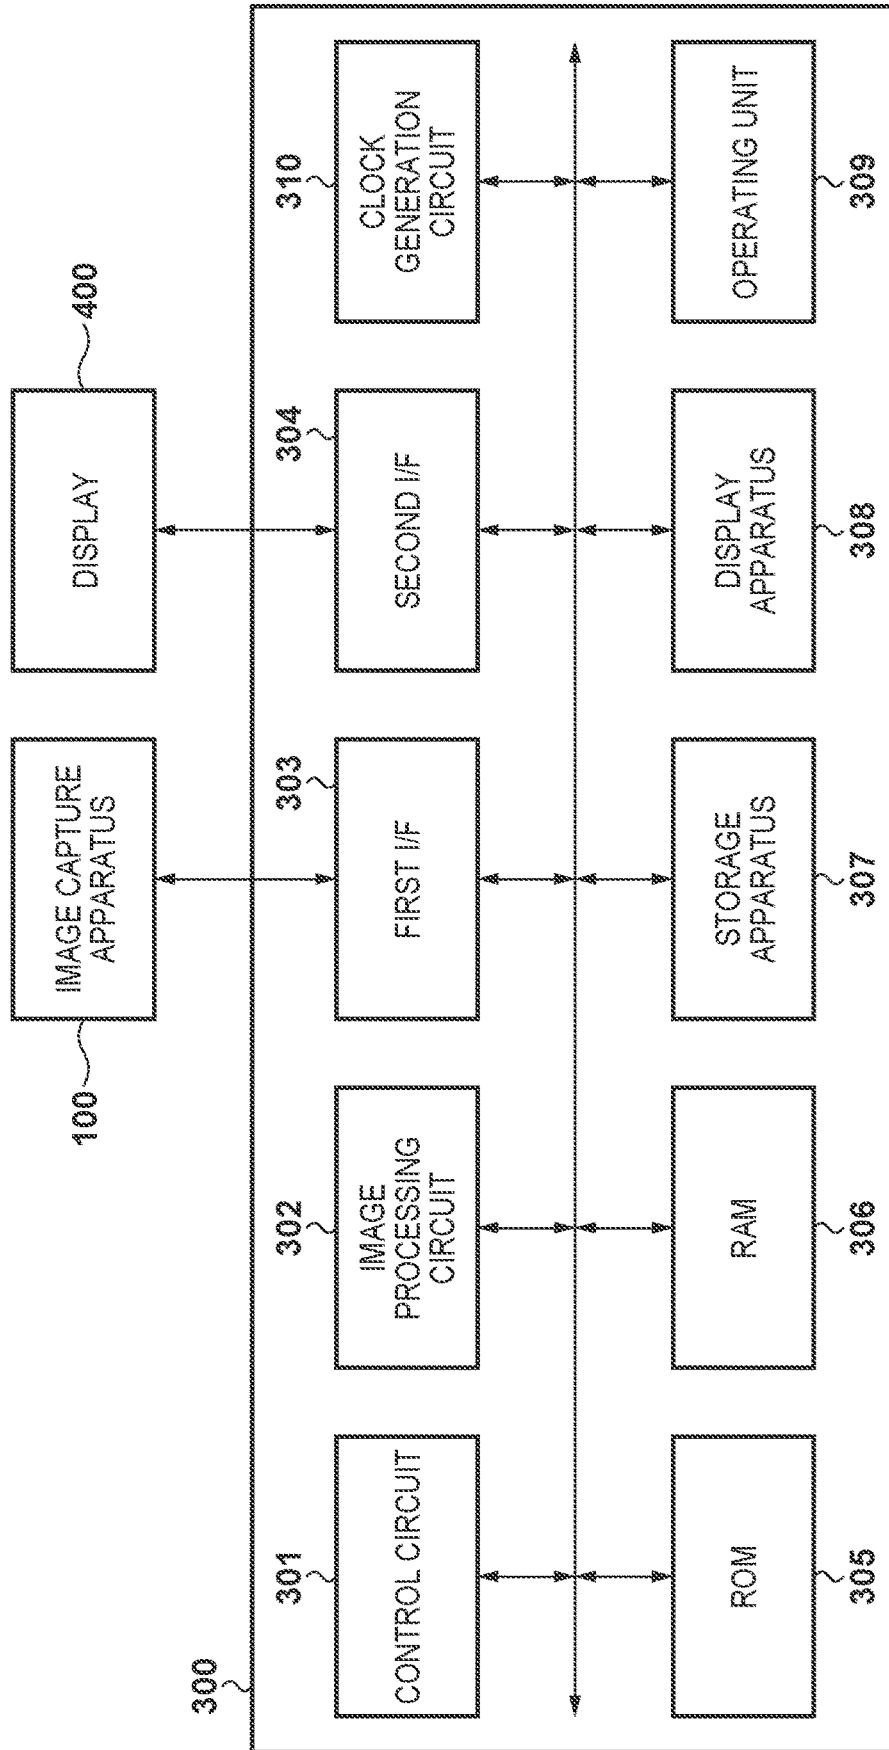 100
IMAGE CAPTURE
APPARATUS
DISPLAY
400
300
301
CONTROL CIRCUIT
302
IMAGE
PROCESSING
CIRCUIT
303
FIRST I/F
304
SECOND I/F
310
CLOCK
GENERATION
CIRCUIT
ROM
305
RAM
306
STORAGE
APPARATUS
307
DISPLAY
APPARATUS
308
OPERATING UNIT
309